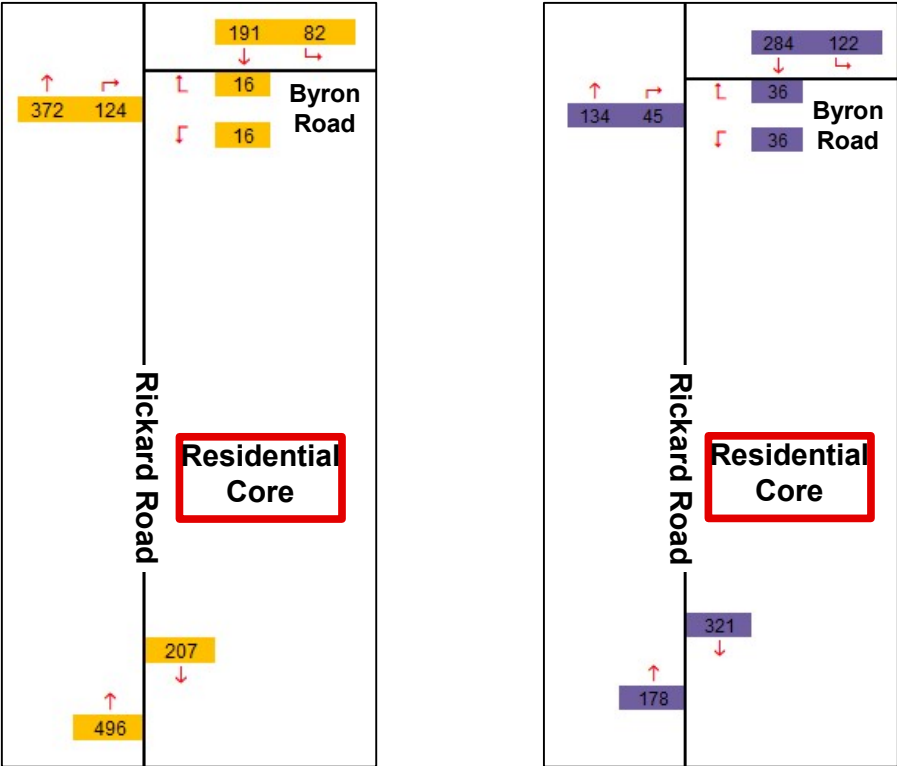 191 82
16
Byron
Road
372 124
16
Rickard Road
Residential
Core
207
496
284 122
36
Byron
Road
134 45
36
Rickard Road
Residential
Core
321
178